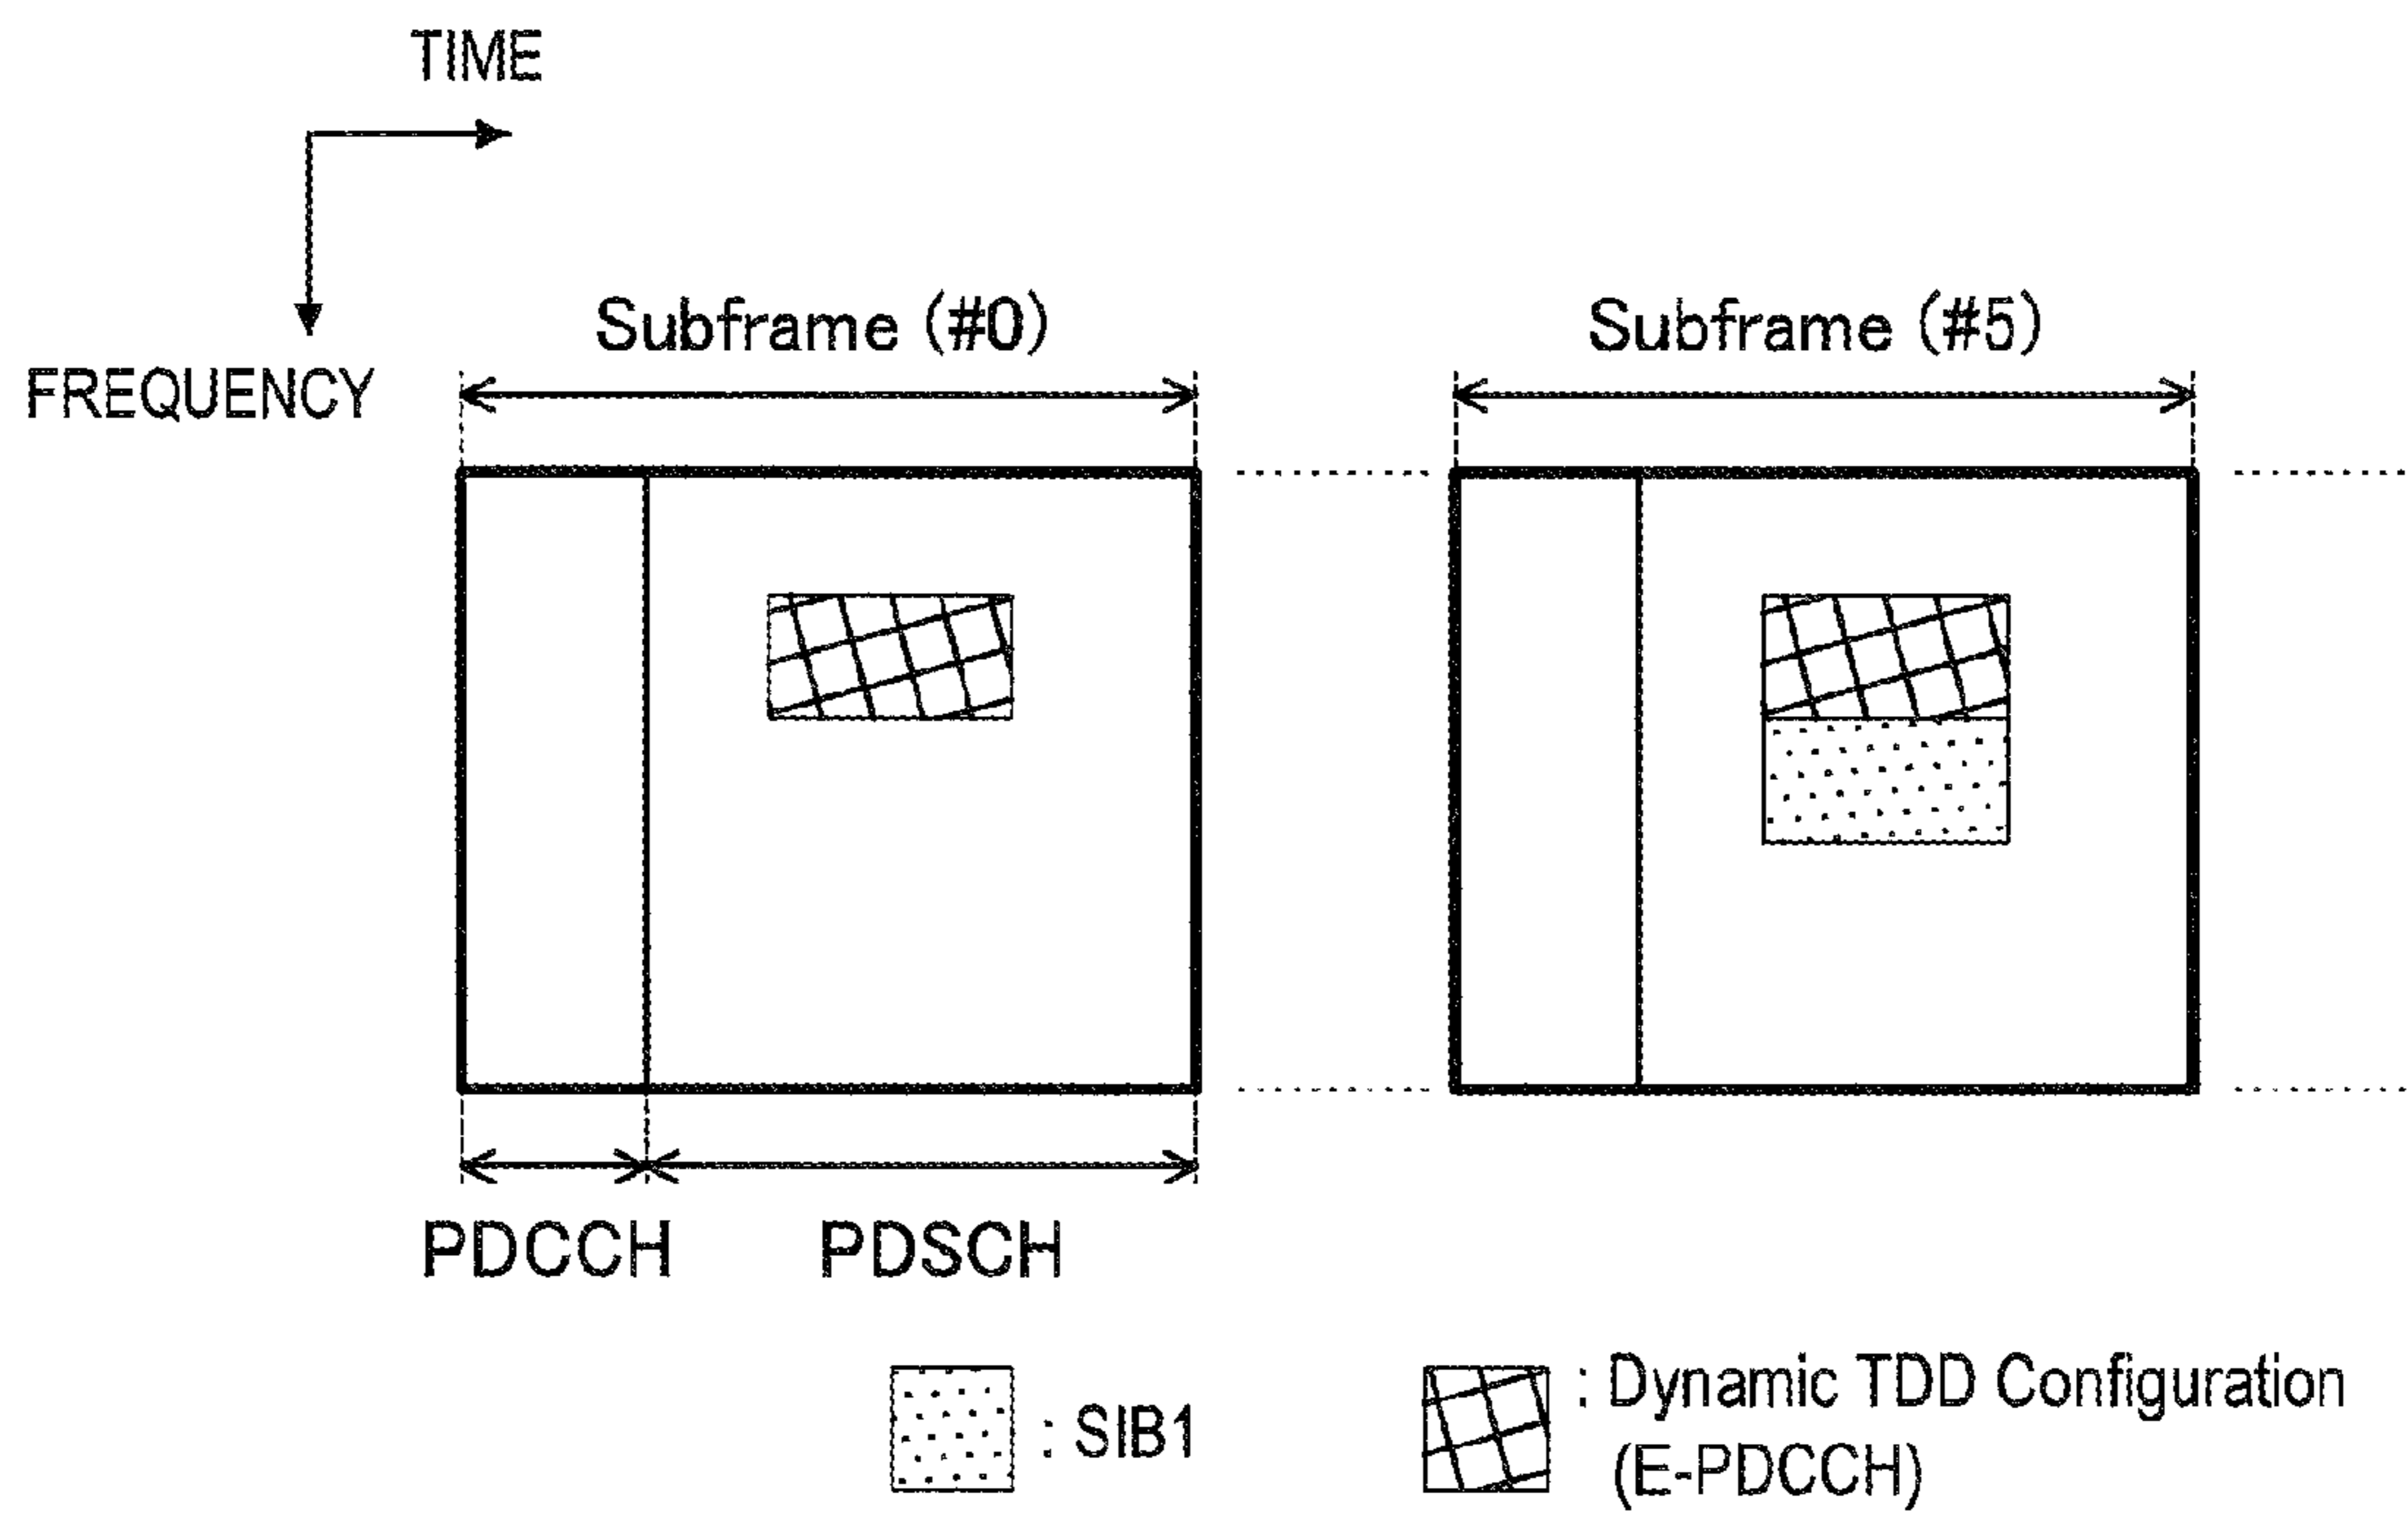 TIME
FREQUENCY
Subframe (#0)
Subframe (#5)
PDCCH
PDSCH
: SIB1
: Dynamic TDD Configuration
(E-PDCCH)